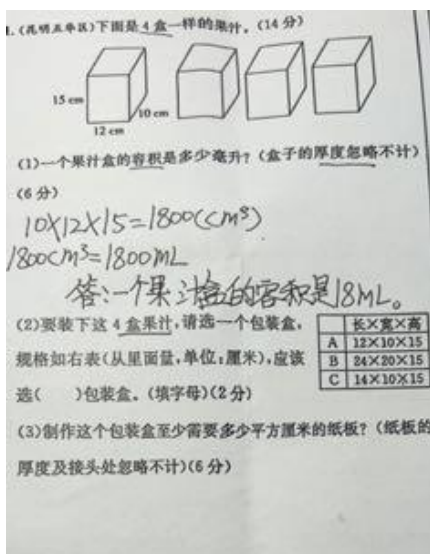 1.(昆明五华区)下面是4盒一样的果汁。(14分)
15 cm
10 cm
12 cm
(1)一个果汁盒的容积是多少毫升?(盒子的厚度忽略不计)
(6分)
10×12×15=1800(cm³)
1800cm³=1800mL
答:一个果汁盒的容积是18mL。
(2)要装下这4盒果汁,请选一个包装盒,
规格如右表(从里面量,单位:厘米),应该
选(  )包装盒。(填字母)(2分)
长×宽×高
A 12×10×15
B 24×20×15
C 14×10×15
(3)制作这个包装盒至少需要多少平方厘米的纸板?(纸板的
厚度及接头处忽略不计)(6分)